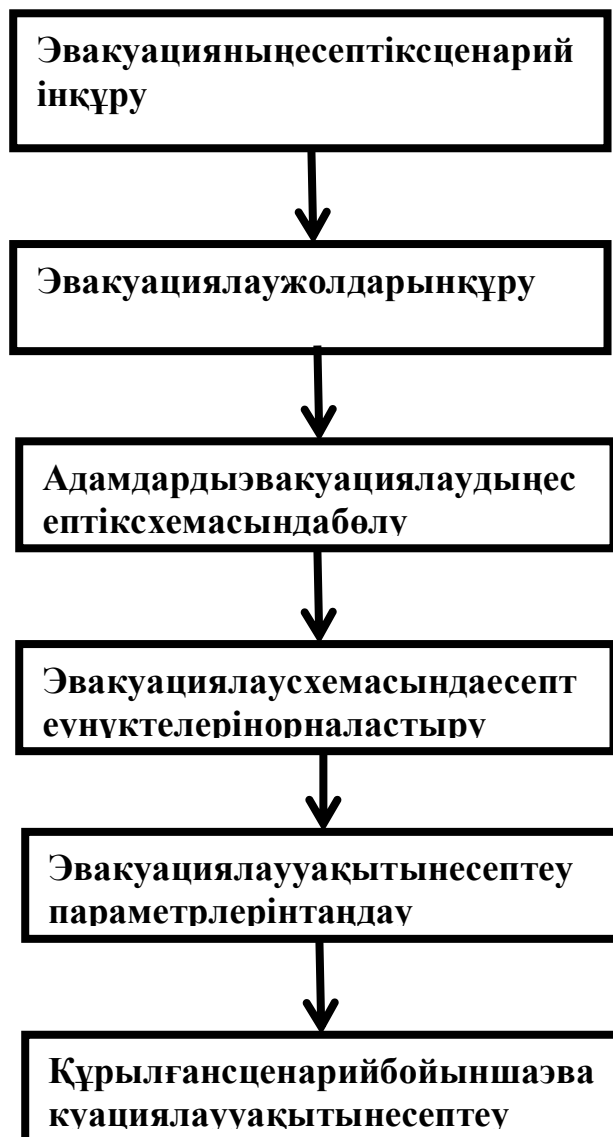 Эвакуацияныңесептіксценарий
інқұру
Эвакуациялаужолдарынқұру
Адамдардыэвакуациялаудыңес
ептіксхемасындабөлу
Эвакуациялаусхемасындаесепт
еунүктелерінорналастыру
Эвакуациялаууақытынесептеу
параметрлерінтаңдау
Құрылғансценарийбойыншаэва
куациялаууақытынесептеу